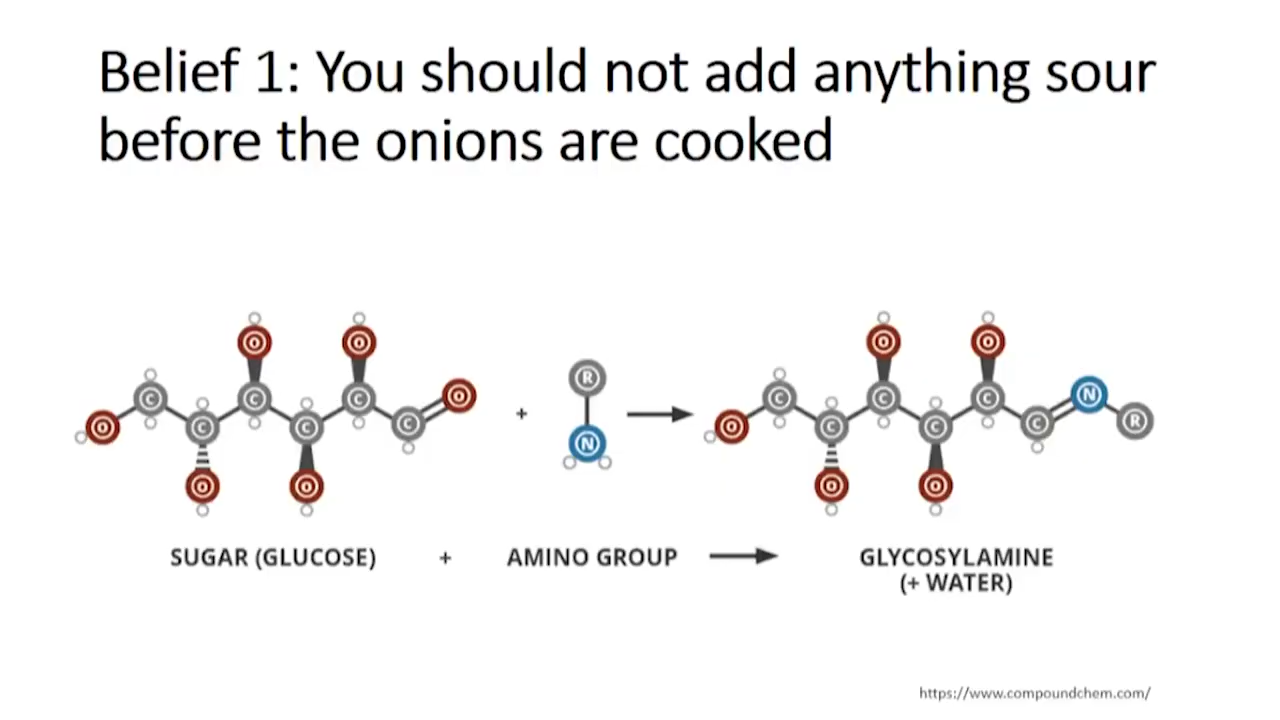 Belief 1: You should not add anything sour
before the onions are cooked
O C C O C O C O C O C O + R N → O C C O C O C O C O C N R
SUGAR (GLUCOSE) + AMINO GROUP → GLYCOSYLAMINE
(+ WATER)
https://www.compoundchem.com/